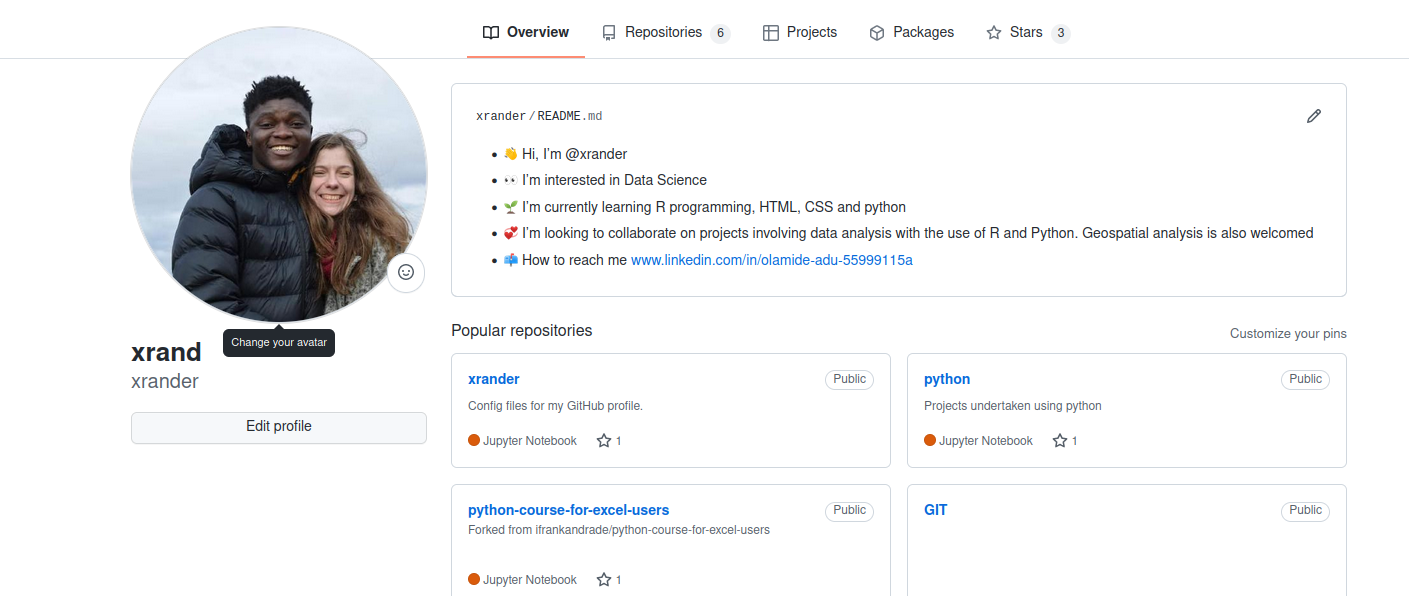 Overview Repositories 6 Projects Packages Stars 3
xrander / README.md
👋 Hi, I’m @xrander
👀 I’m interested in Data Science
🌱 I’m currently learning R programming, HTML, CSS and python
💞️ I’m looking to collaborate on projects involving data analysis with the use of R and Python. Geospatial analysis is also welcomed
📫 How to reach me www.linkedin.com/in/olamide-adu-55999115a
Change your avatar
xrand
xrander
Edit profile
Popular repositories
Customize your pins
xrander Public
Config files for my GitHub profile.
Jupyter Notebook 1
python Public
Projects undertaken using python
Jupyter Notebook 1
python-course-for-excel-users Public
Forked from ifrankandrade/python-course-for-excel-users
Jupyter Notebook 1
GIT Public